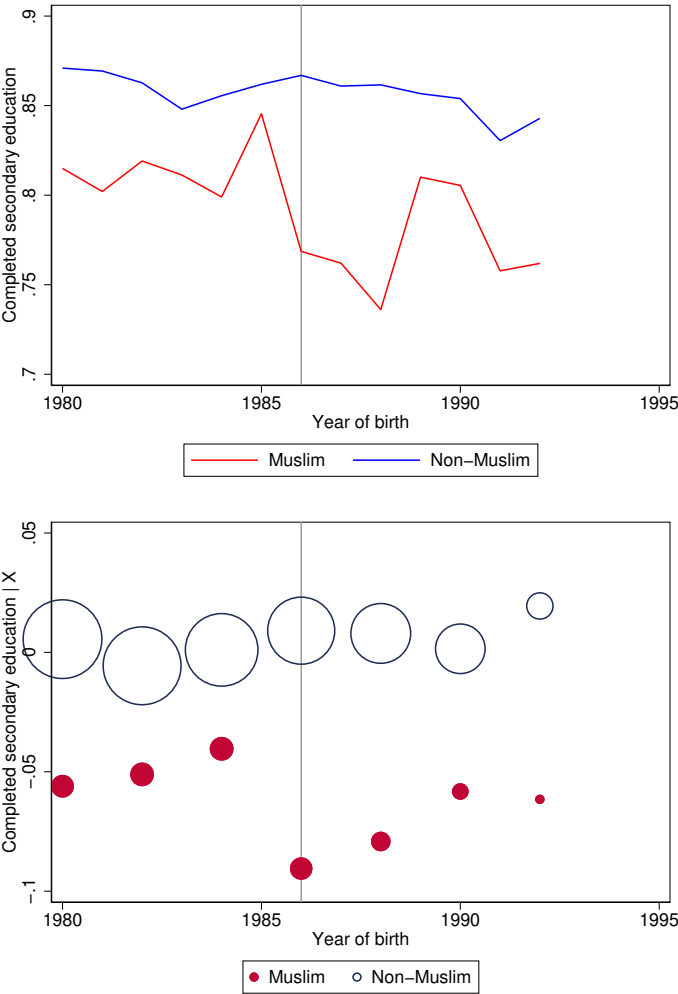 Completed secondary education
.9
.85
.8
.75
.7
1980 1985 1990 1995
Year of birth
Muslim Non−Muslim
Completed secondary education | X
.05
0
−.05
−.1
1980 1985 1990 1995
Year of birth
Muslim Non−Muslim